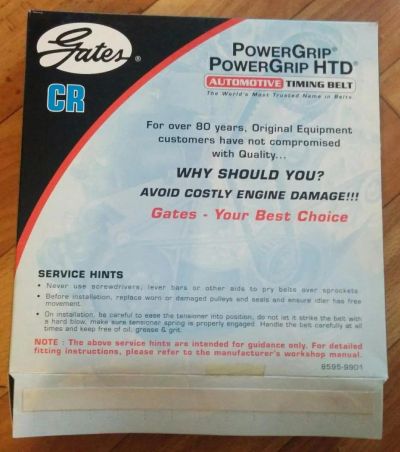 Gates®
CR
POWERGRIP®
POWERGRIP HTD®
AUTOMOTIVE TIMING BELT
The World's Most Trusted Name in Belts.
For over 80 years, Original Equipment
customers have not compromised
with Quality...
WHY SHOULD YOU?
AVOID COSTLY ENGINE DAMAGE!!!
Gates - Your Best Choice
SERVICE HINTS
• Never use screwdrivers, lever bars or other aids to pry belts over sprockets.
• Before installation, replace worn or damaged pulleys and seals and ensure idler has free
movement.
• On installation, be careful to ease the tensioner into position, do not let it strike the belt with
a hard blow, make sure tensioner spring is properly engaged. Handle the belt carefully at all
times and keep free of oil, grease & grit.
NOTE : The above service hints are intended for guidance only. For detailed
fitting instructions, please refer to the manufacturer's workshop manual.
8595-9901